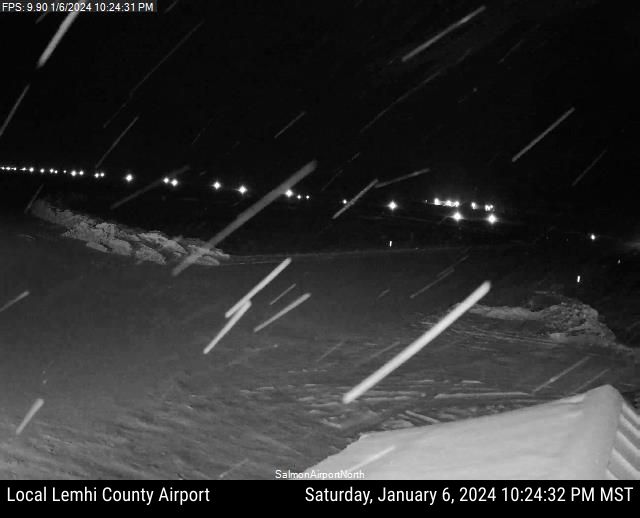 FPS: 9.90 1/6/2024 10:24:31 PM
SalmonAirportNorth
Local Lemhi County Airport Saturday, January 6, 2024 10:24:32 PM MST